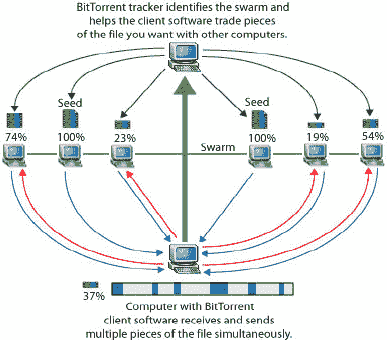 BitTorrent tracker identifies the swarm and
helps the client software trade pieces
of the file you want with other computers.
Seed
Seed
74%
100%
23%
100%
19%
54%
Swarm
37%
Computer with BitTorrent
client software receives and sends
multiple pieces of the file simultaneously.